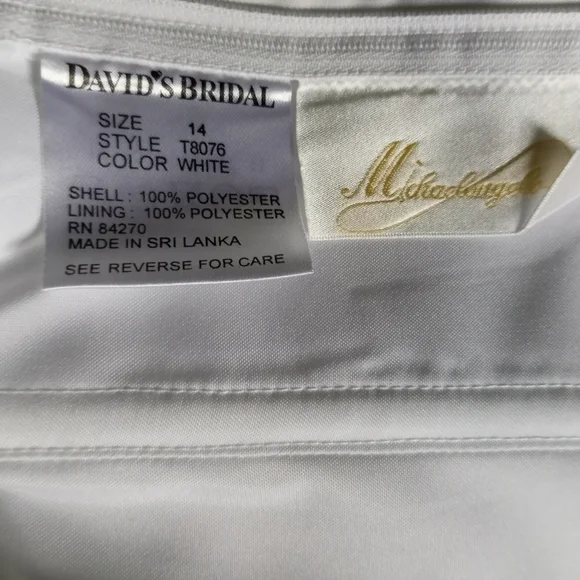 DAVID'S BRIDAL
SIZE 14
STYLE T8076
COLOR WHITE
SHELL : 100% POLYESTER
LINING : 100% POLYESTER
RN 84270
MADE IN SRI LANKA
SEE REVERSE FOR CARE
Michaelangelo